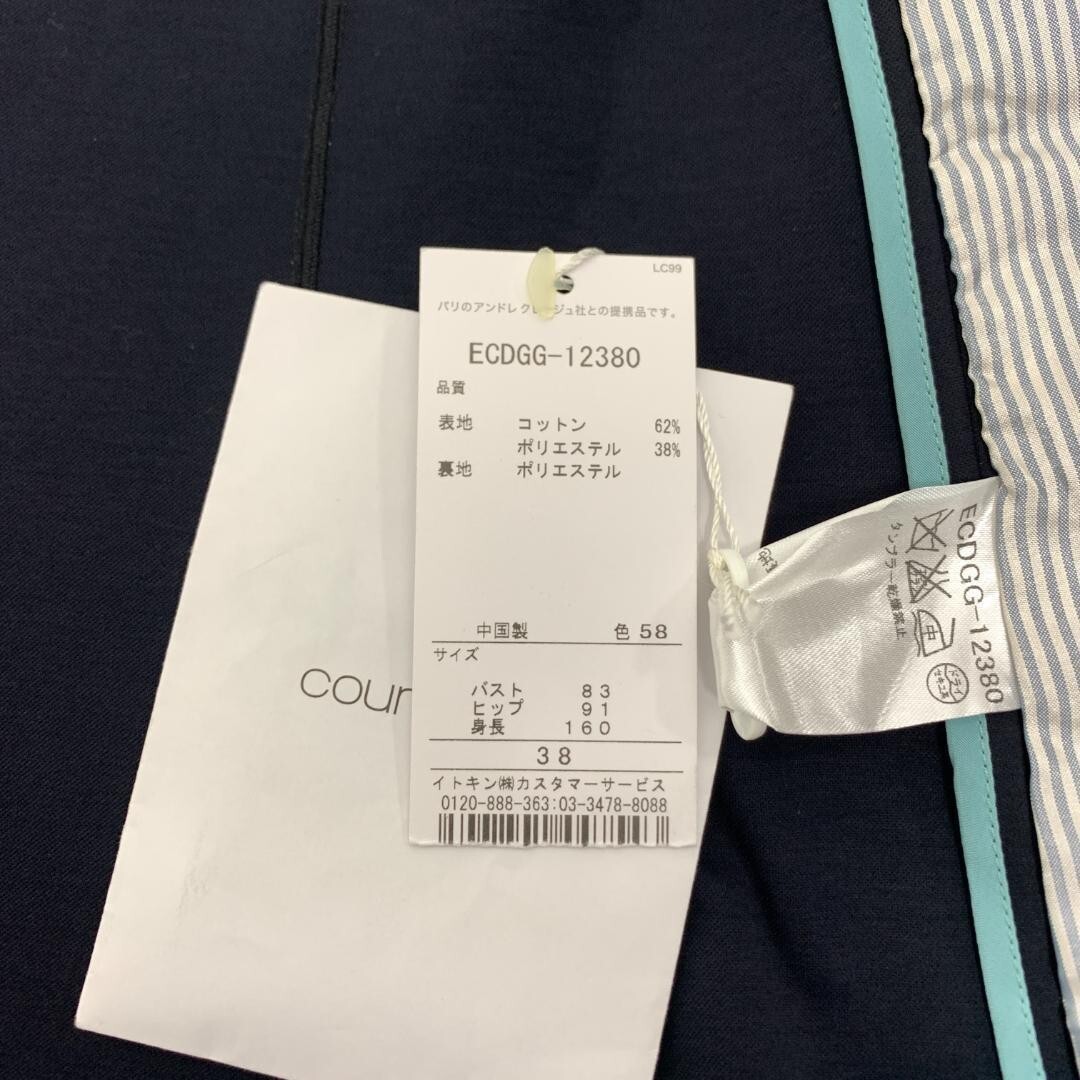 LC99
パリのアンドレクレージュ社との提携品です。
ECDGG-12380
品質
表地 コットン 62%
ポリエステル 38%
裏地 ポリエステル
中国製 色58
サイズ
バスト 83
ヒップ 91
身長 160
38
イトキン㈱カスタマーサービス
0120-888-363:03-3478-8088
cour
ECDGG-12380
ドライ
タンブラー乾燥禁止